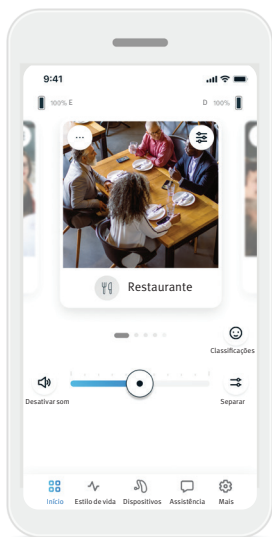 9:41
100% E
D 100%
...
Restaurante
Classificações
Desativar som
Separar
Início
Estilo de vida
Dispositivos
Assistência
Mais